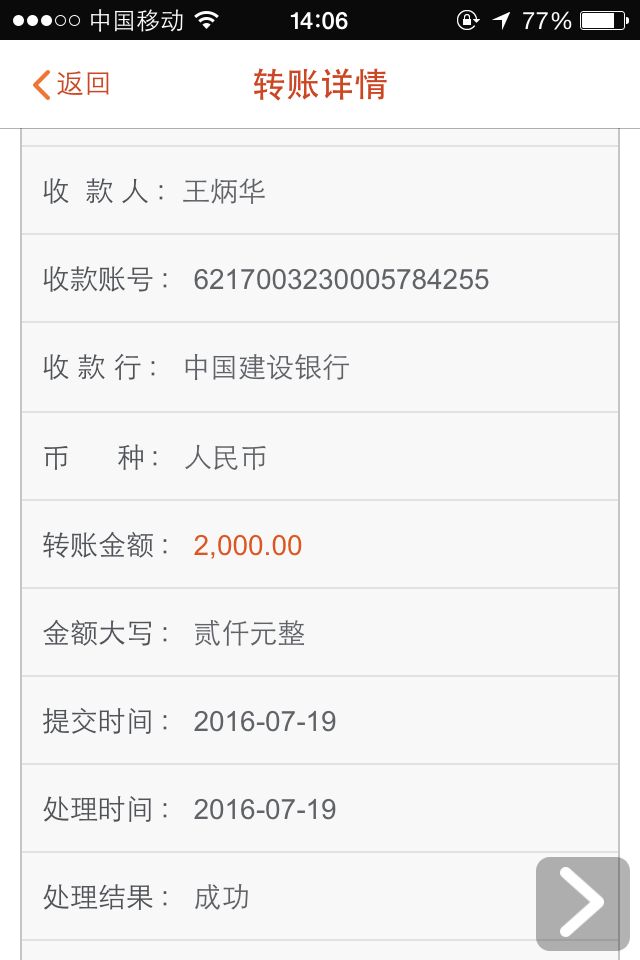 中国移动 14:06 77%
返回 转账详情
收 款 人： 王炳华
收款账号： 6217003230005784255
收 款 行： 中国建设银行
币 种： 人民币
转账金额： 2,000.00
金额大写： 贰仟元整
提交时间： 2016-07-19
处理时间： 2016-07-19
处理结果： 成功